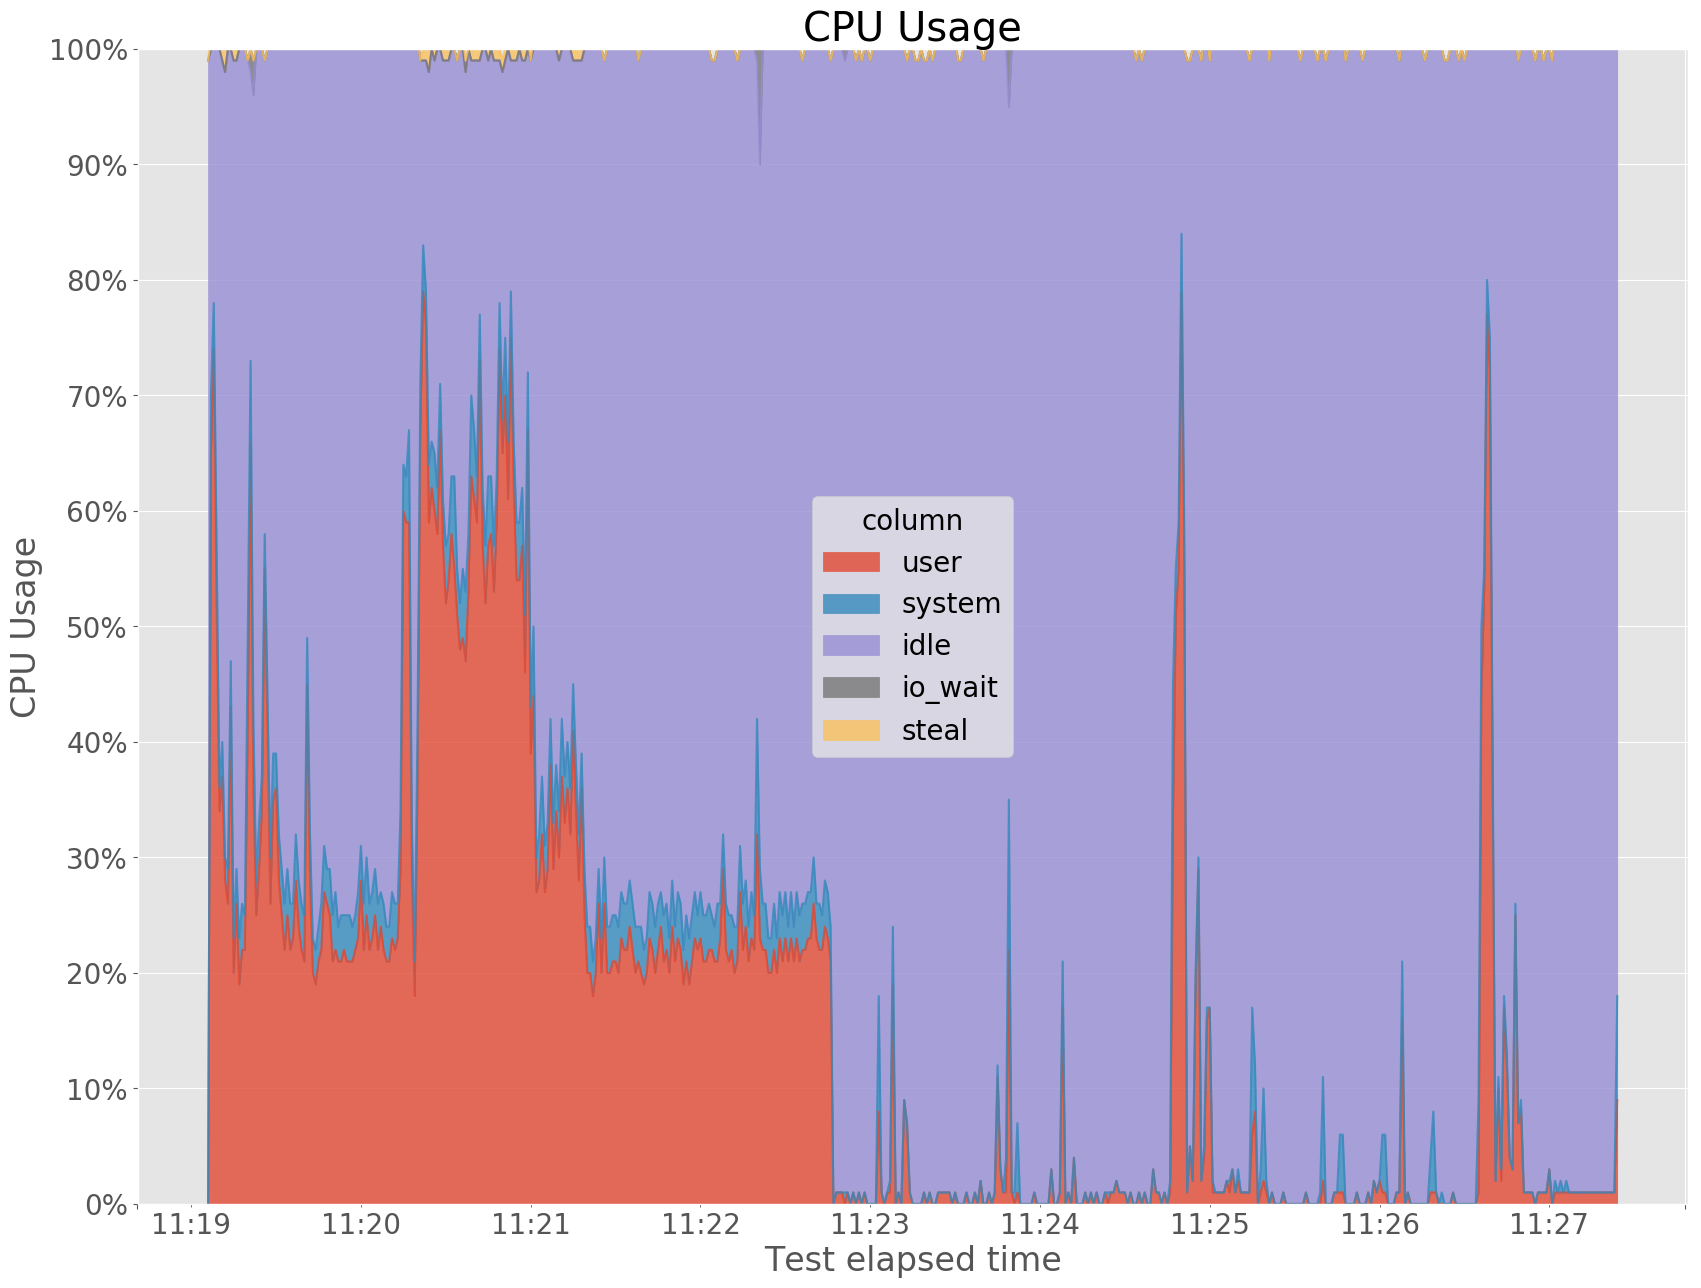 CPU Usage
100%
90%
80%
70%
60%
50%
40%
30%
20%
10%
0%
CPU Usage
column
user
system
idle
io_wait
steal
11:19 11:20 11:21 11:22 11:23 11:24 11:25 11:26 11:27
Test elapsed time